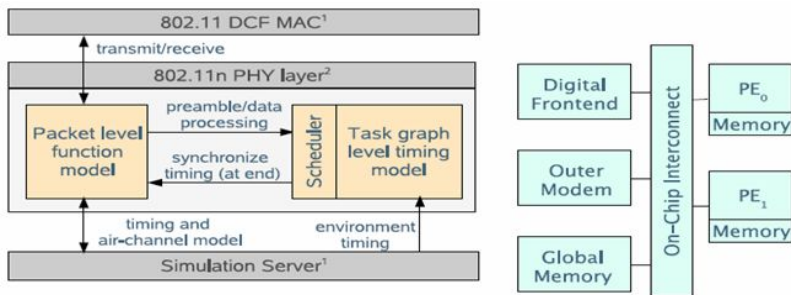 802.11 DCF MAC¹
transmit/receive
802.11n PHY layer²
Packet level
function
model
preamble/data
processing
synchronize
timing (at end)
Scheduler
Task graph
level timing
model
timing and
air-channel model
environment
timing
Simulation Server¹
Digital
Frontend
Outer
Modem
Global
Memory
On-Chip Interconnect
PE₀
Memory
PE₁
Memory